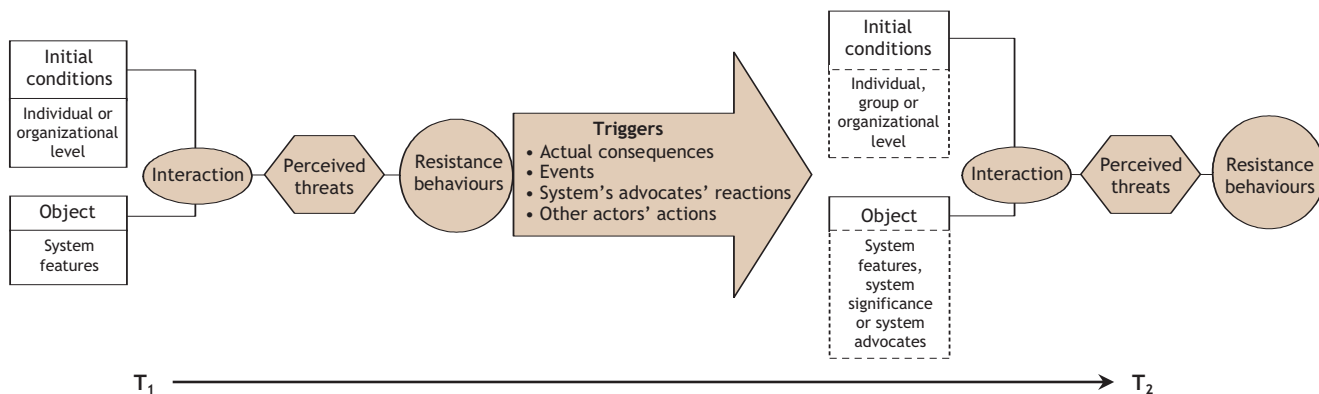 Initial
conditions
Individual or
organizational
level
Object
System
features
Interaction
Perceived
threats
Resistance
behaviours
Triggers
• Actual consequences
• Events
• System's advocates' reactions
• Other actors' actions
Initial
conditions
Individual,
group or
organizational
level
Object
System
features,
system
significance
or system
advocates
Interaction
Perceived
threats
Resistance
behaviours
T1
T2